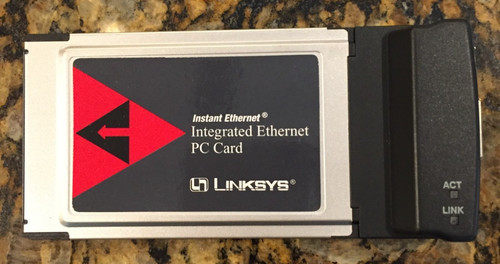 Instant Ethernet®
Integrated Ethernet
PC Card
LINKSYS®
ACT
LINK